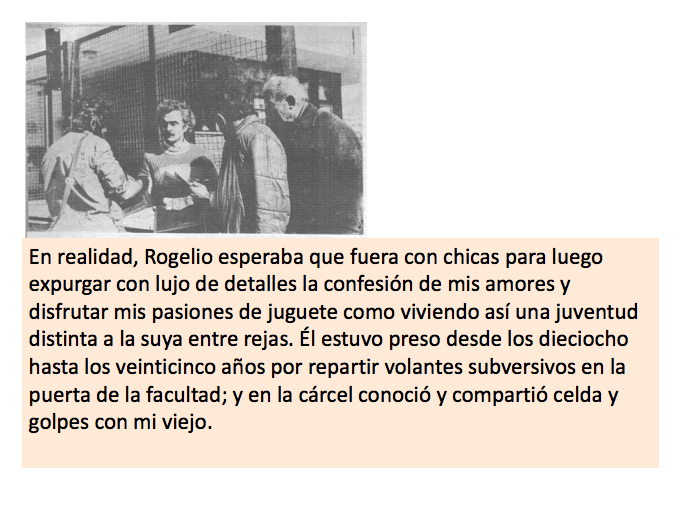 En realidad, Rogelio esperaba que fuera con chicas para luego
expurgar con lujo de detalles la confesión de mis amores y
disfrutar mis pasiones de juguete como viviendo así una juventud
distinta a la suya entre rejas. Él estuvo preso desde los dieciocho
hasta los veinticinco años por repartir volantes subversivos en la
puerta de la facultad; y en la cárcel conoció y compartió celda y
golpes con mi viejo.